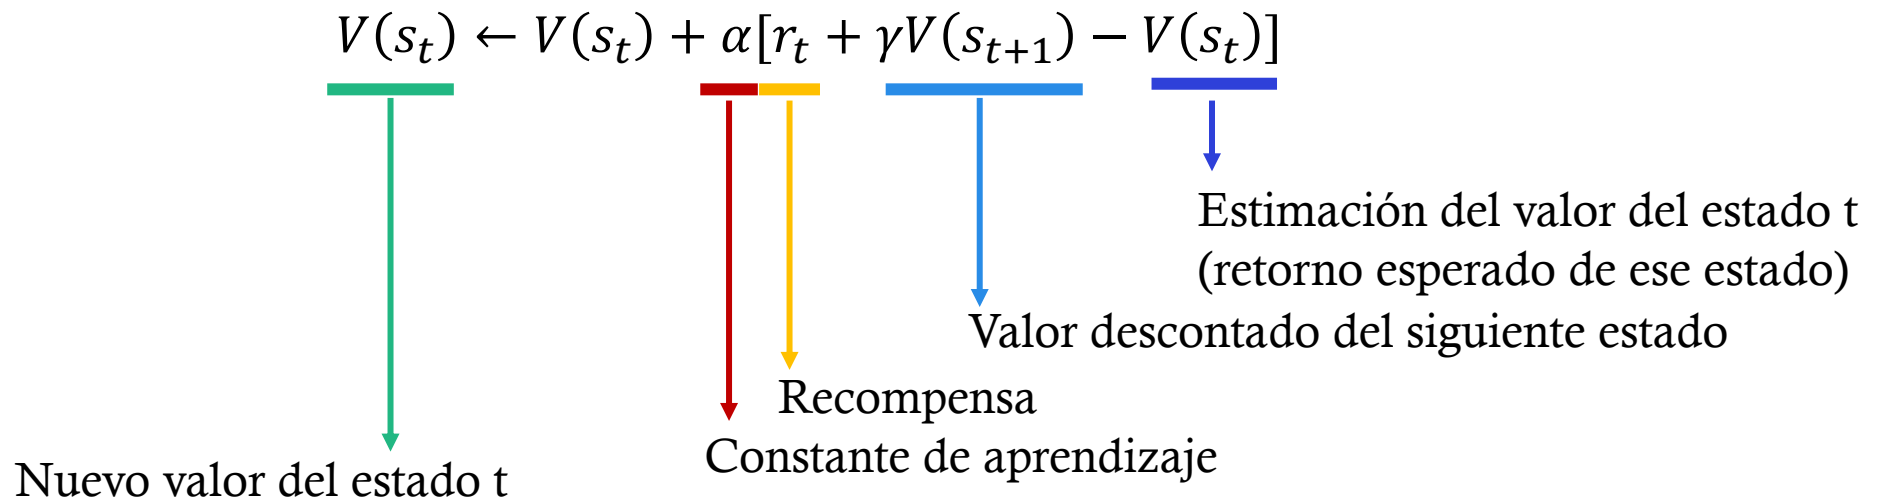 V(s_t) ← V(s_t) + α[r_t + γV(s_{t+1}) − V(s_t)]
Estimación del valor del estado t
(retorno esperado de ese estado)
Valor descontado del siguiente estado
Recompensa
Constante de aprendizaje
Nuevo valor del estado t